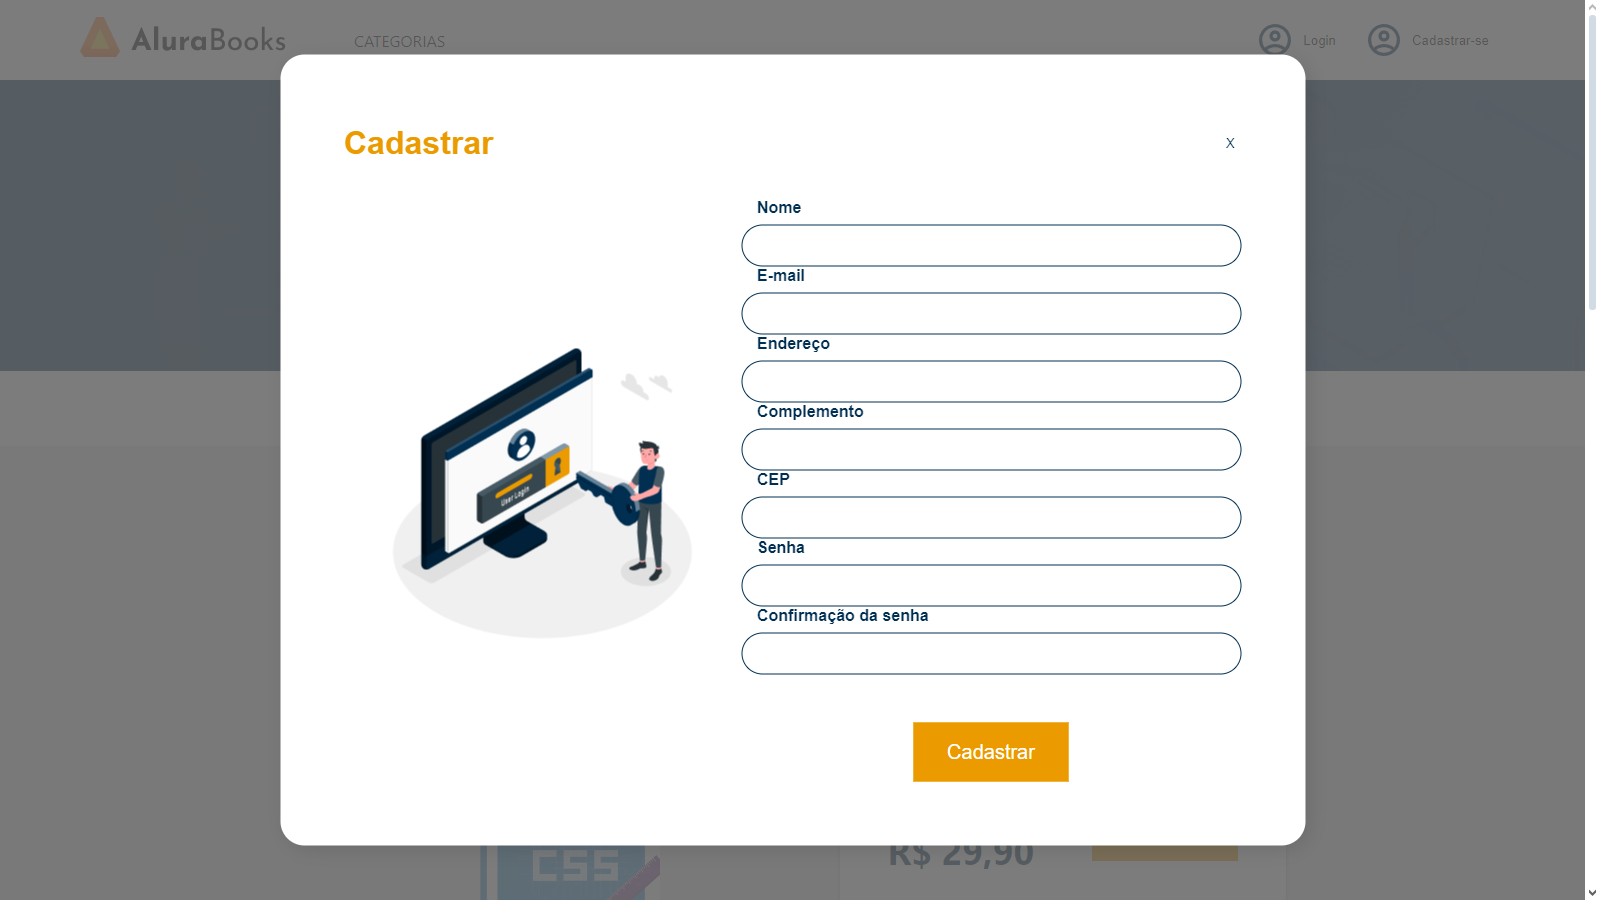 AluraBooks
CATEGORIAS
Login
Cadastrar-se
Cadastrar
X
Nome
E-mail
Endereço
Complemento
CEP
Senha
Confirmação da senha
User Login
Cadastrar
CSS
R$ 29,90